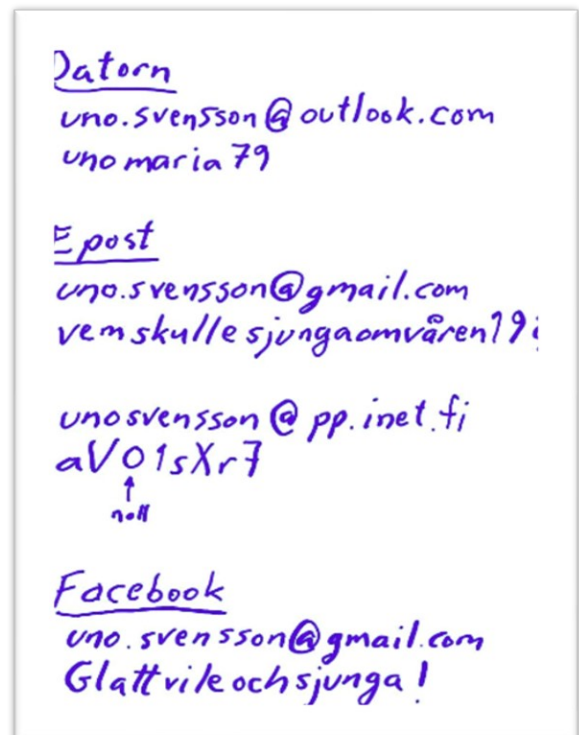 Datorn
uno.svensson@outlook.com
unomaria79

Epost
uno.svensson@gmail.com
vemskullesjungaomvåren19

unosvensson@pp.inet.fi
aV01sXr7
↑
noll

Facebook
uno.svensson@gmail.com
Glattvileochsjunga!